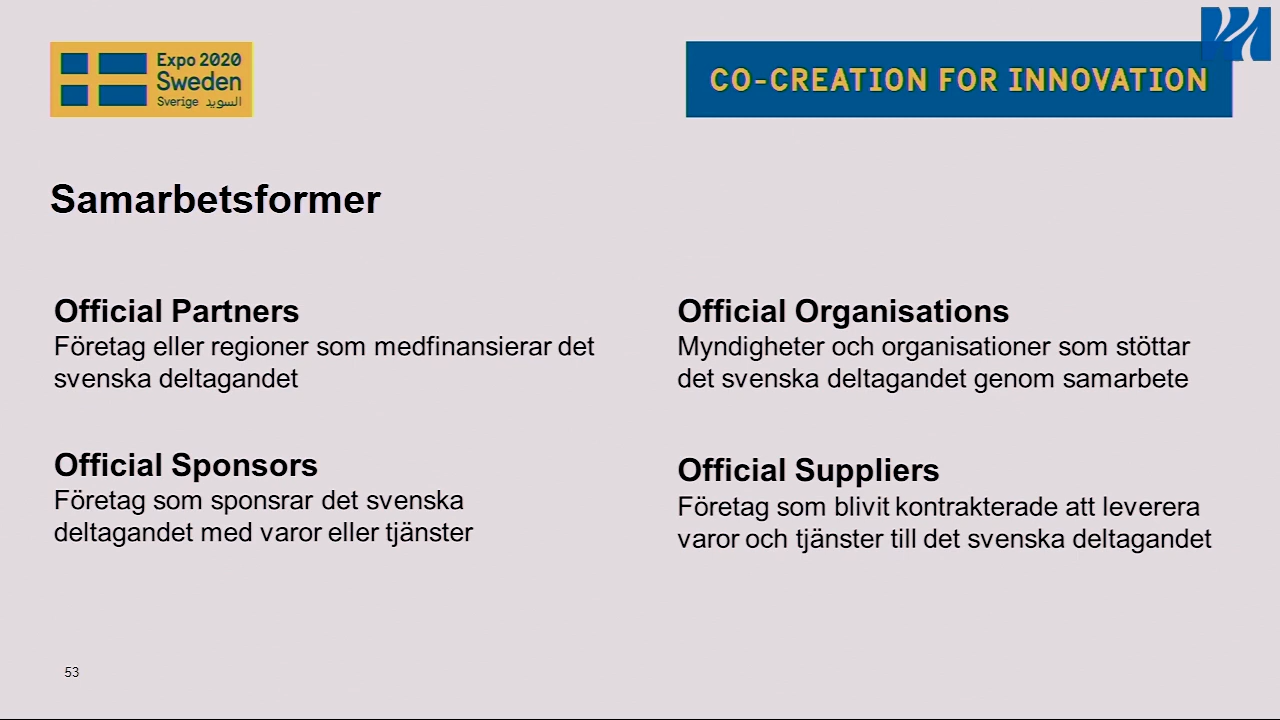 Expo 2020
Sweden
Sverige السويد
CO-CREATION FOR INNOVATION
Samarbetsformer
Official Partners
Företag eller regioner som medfinansierar det
svenska deltagandet
Official Sponsors
Företag som sponsrar det svenska
deltagandet med varor eller tjänster
Official Organisations
Myndigheter och organisationer som stöttar
det svenska deltagandet genom samarbete
Official Suppliers
Företag som blivit kontrakterade att leverera
varor och tjänster till det svenska deltagandet
53